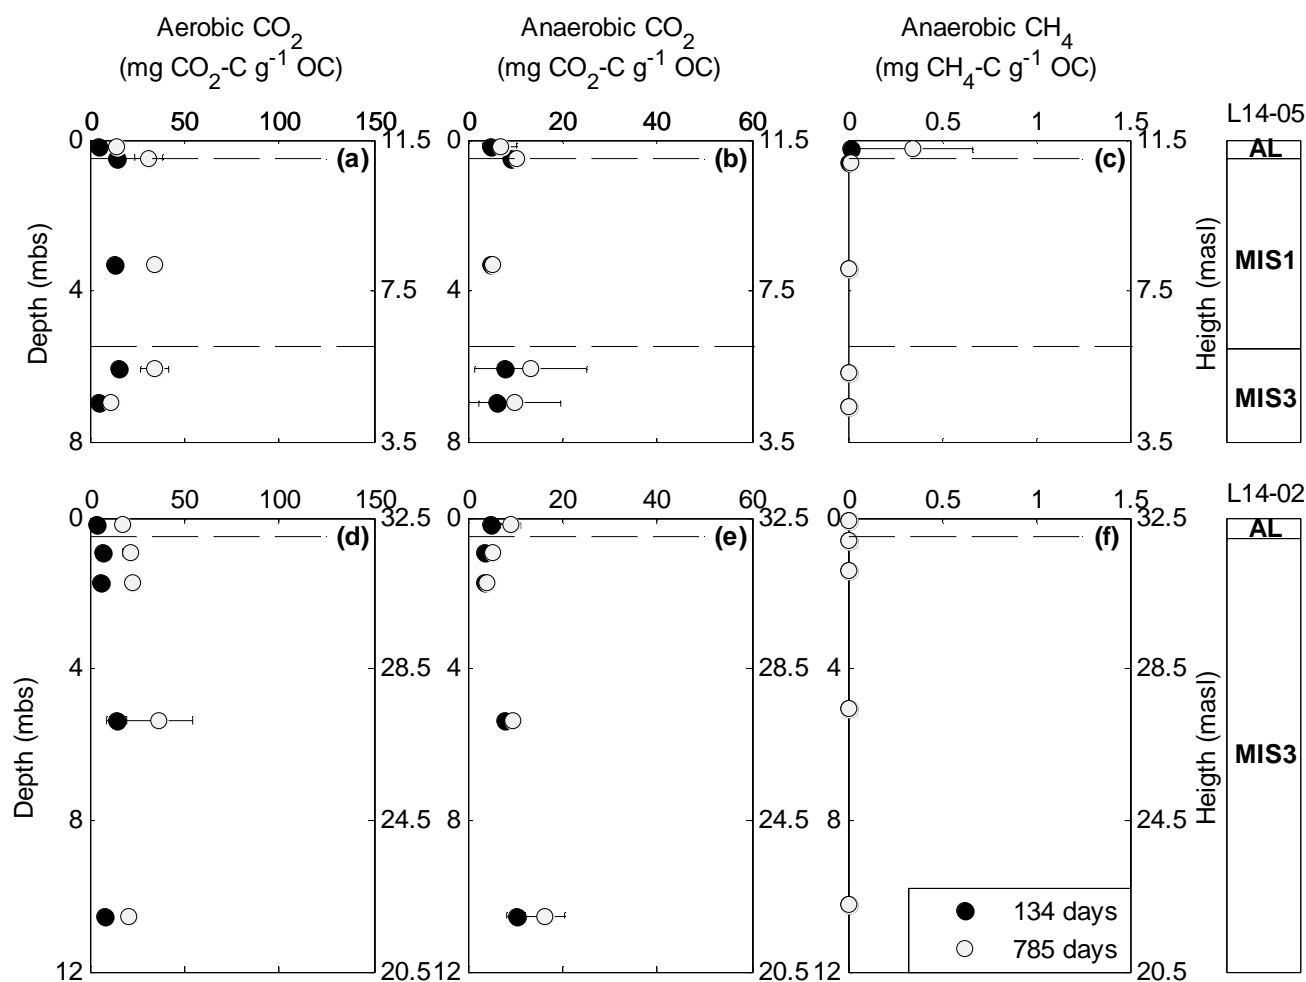 Aerobic CO2
(mg CO2-C g-1 OC)
Anaerobic CO2
(mg CO2-C g-1 OC)
Anaerobic CH4
(mg CH4-C g-1 OC)
0 50 100 150
0 20 40 60
0 0.5 1 1.5
L14-05
0 11.5 0 11.5 0 11.5
(a) (b) (c)
AL
Depth (mbs)
MIS1
4 7.5 4 7.5 4 7.5
Heigth (masl)
MIS3
8 3.5 8 3.5 8 3.5
0 50 100 150
0 20 40 60
0 0.5 1 1.5
L14-02
0 32.5 0 32.5 0 32.5
(d) (e) (f)
AL
4 28.5 4 28.5 4 28.5
Depth (mbs)
Heigth (masl)
MIS3
8 24.5 8 24.5 8 24.5
134 days
785 days
12 20.5 12 20.5 12 20.5